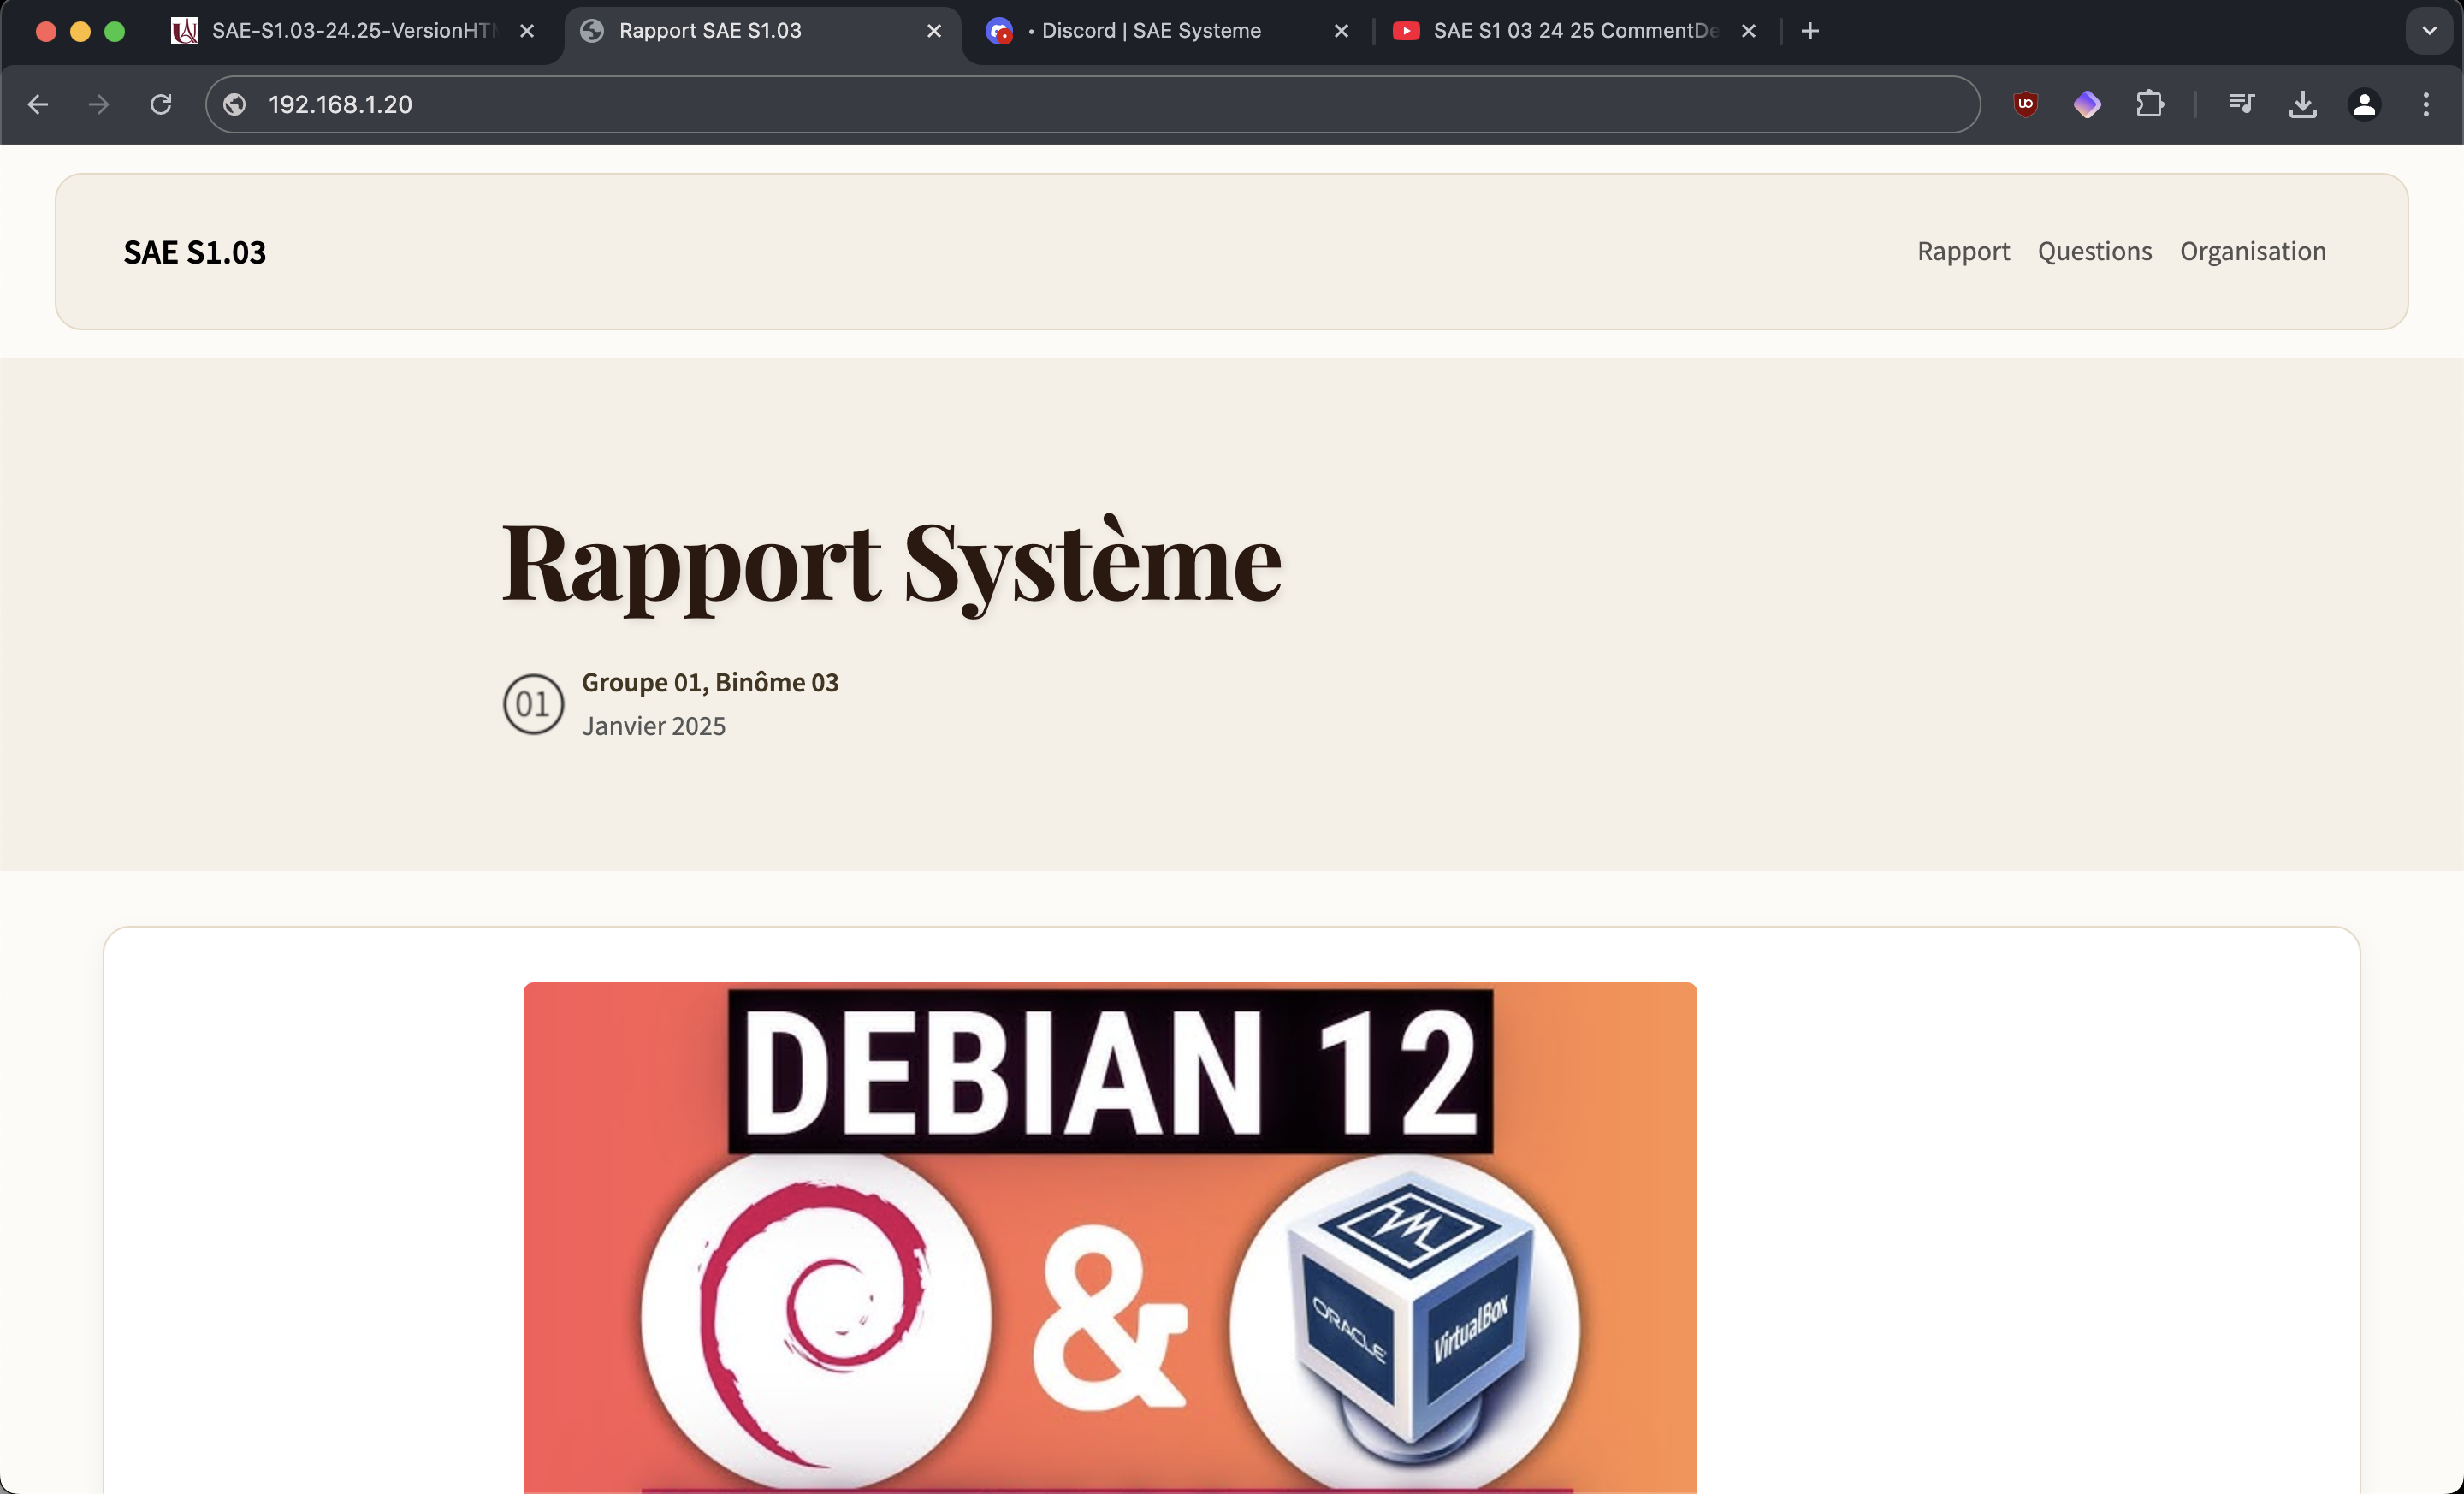 SAE-S1.03-24.25-VersionHTM
Rapport SAE S1.03
• Discord | SAE Systeme
SAE S1 03 24 25 CommentDe
192.168.1.20
SAE S1.03
Rapport
Questions
Organisation
Rapport Système
01
Groupe 01, Binôme 03
Janvier 2025
DEBIAN 12
&
ORACLE
VirtualBox